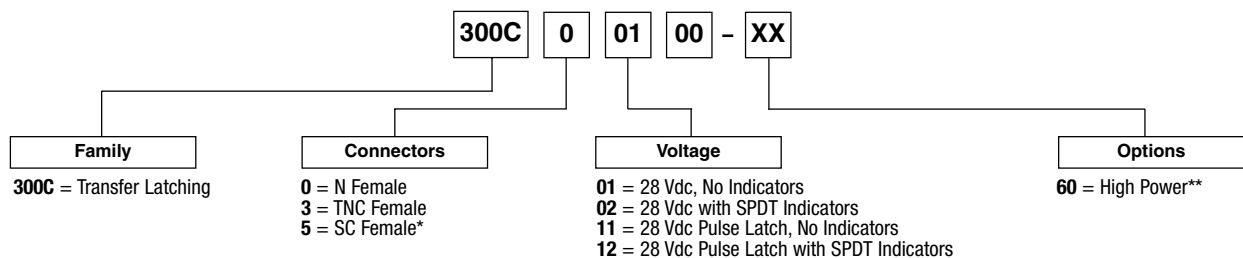 300C 0 01 00 – XX
Family
300C = Transfer Latching
Connectors
0 = N Female
3 = TNC Female
5 = SC Female*
Voltage
01 = 28 Vdc, No Indicators
02 = 28 Vdc with SPDT Indicators
11 = 28 Vdc Pulse Latch, No Indicators
12 = 28 Vdc Pulse Latch with SPDT Indicators
Options
60 = High Power**